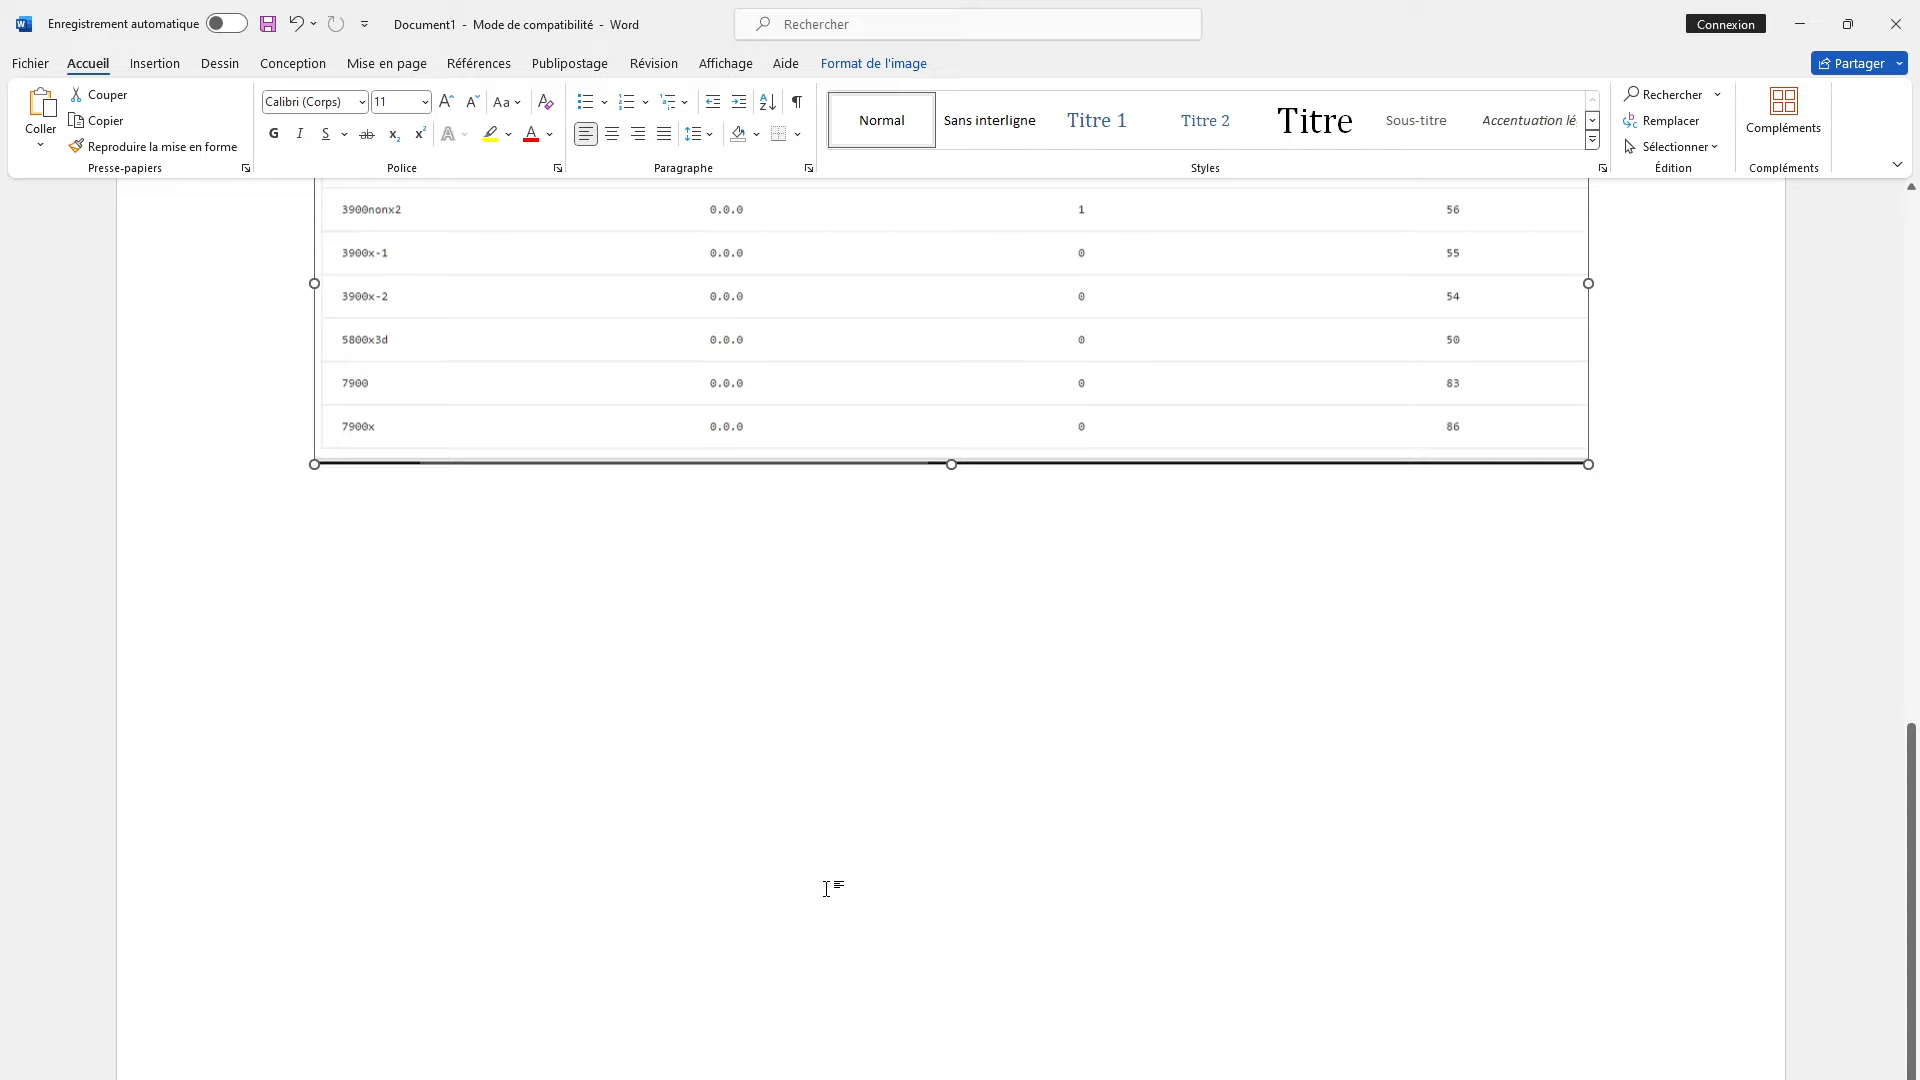 Enregistrement automatique
Document1 - Mode de compatibilité - Word
Rechercher
Connexion
Fichier Accueil Insertion Dessin Conception Mise en page Références Publipostage Révision Affichage Aide Format de l'image
Partager
Coller
Couper
Copier
Reproduire la mise en forme
Presse-papiers
Calibri (Corps) 11
Aa
G I S ab x₂ x² A A
Police
Paragraphe
Normal
Sans interligne
Titre 1
Titre 2
Titre
Sous-titre
Accentuation lé
Styles
Rechercher
Remplacer
Sélectionner
Édition
Compléments
Compléments
3900nonx2 0.0.0 1 56
3900x-1 0.0.0 0 55
3900x-2 0.0.0 0 54
5800x3d 0.0.0 0 50
7900 0.0.0 0 83
7900x 0.0.0 0 86